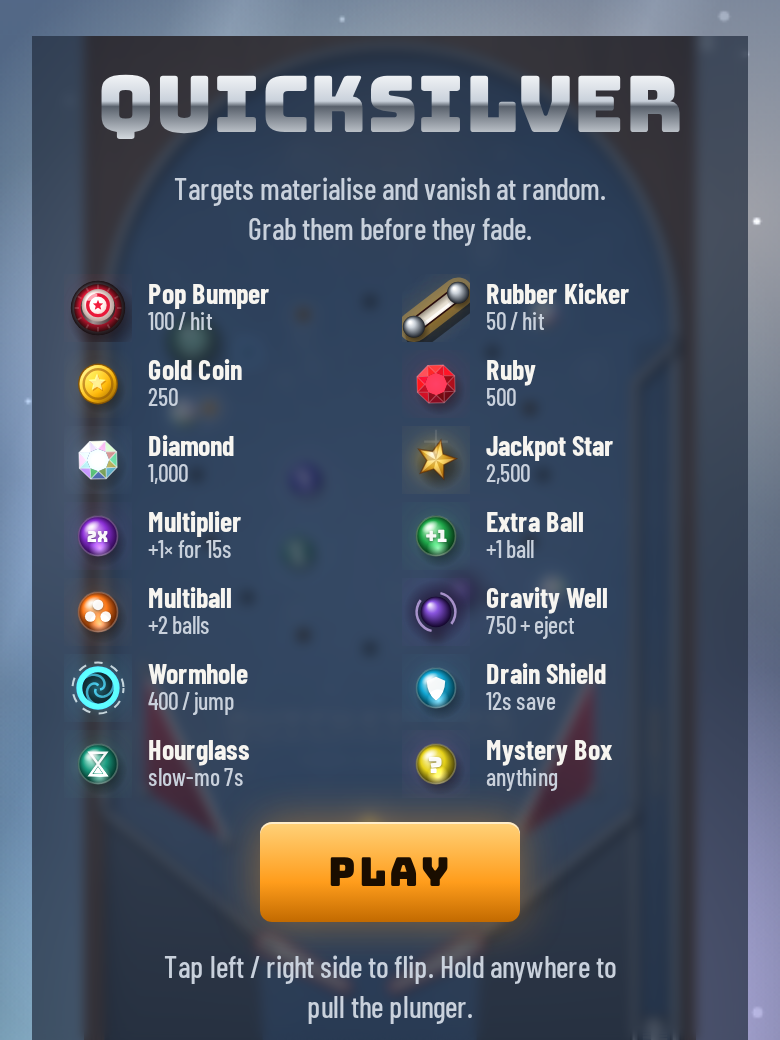 QUICKSILVER
Targets materialise and vanish at random.
Grab them before they fade.
Pop Bumper
100 / hit
Rubber Kicker
50 / hit
Gold Coin
250
Ruby
500
Diamond
1,000
Jackpot Star
2,500
2X
Multiplier
+1× for 15s
+1
Extra Ball
+1 ball
Multiball
+2 balls
Gravity Well
750 + eject
Wormhole
400 / jump
Drain Shield
12s save
Hourglass
slow-mo 7s
?
Mystery Box
anything
PLAY
Tap left / right side to flip. Hold anywhere to
pull the plunger.